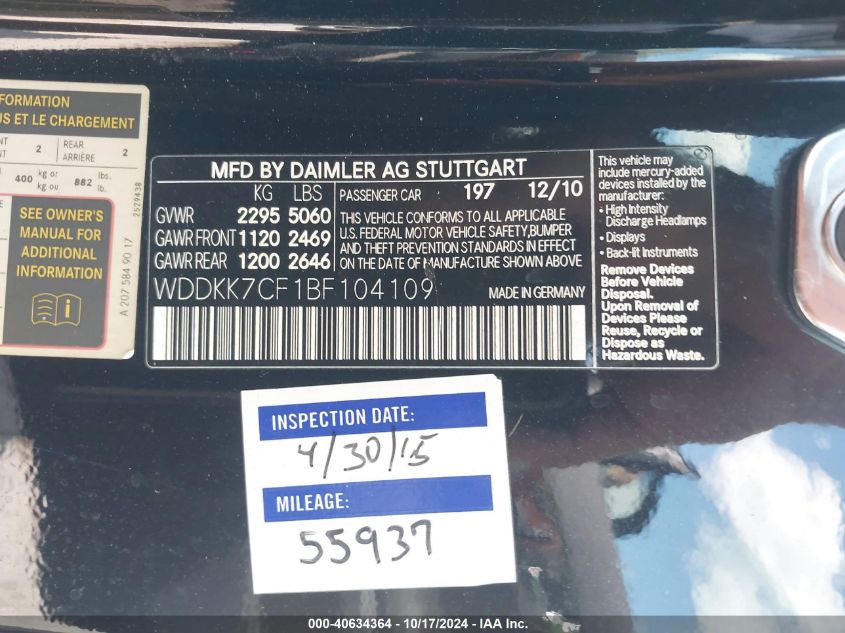 FORMATION
US ET LE CHARGEMENT
NT 2 REAR ARRIÈRE 2
400 kg or kg ou 882 lbs. lb.
SEE OWNER'S
MANUAL FOR
ADDITIONAL
INFORMATION
2529438
A 207 584 90 17
MFD BY DAIMLER AG STUTTGART
KG LBS PASSENGER CAR 197 12/10
GVWR 2295 5060
GAWR FRONT 1120 2469
GAWR REAR 1200 2646
THIS VEHICLE CONFORMS TO ALL APPLICABLE
U.S. FEDERAL MOTOR VEHICLE SAFETY,BUMPER
AND THEFT PREVENTION STANDARDS IN EFFECT
ON THE DATE OF MANUFACTURE SHOWN ABOVE
WDDKK7CF1BF104109 MADE IN GERMANY
This vehicle may
include mercury-added
devices installed by the
manufacturer:
• High Intensity
Discharge Headlamps
• Displays
• Back-lit Instruments
Remove Devices
Before Vehicle
Disposal.
Upon Removal of
Devices Please
Reuse, Recycle or
Dispose as
Hazardous Waste.
INSPECTION DATE:
4/30/15
MILEAGE:
55937
000-40634364 - 10/17/2024 - IAA Inc.